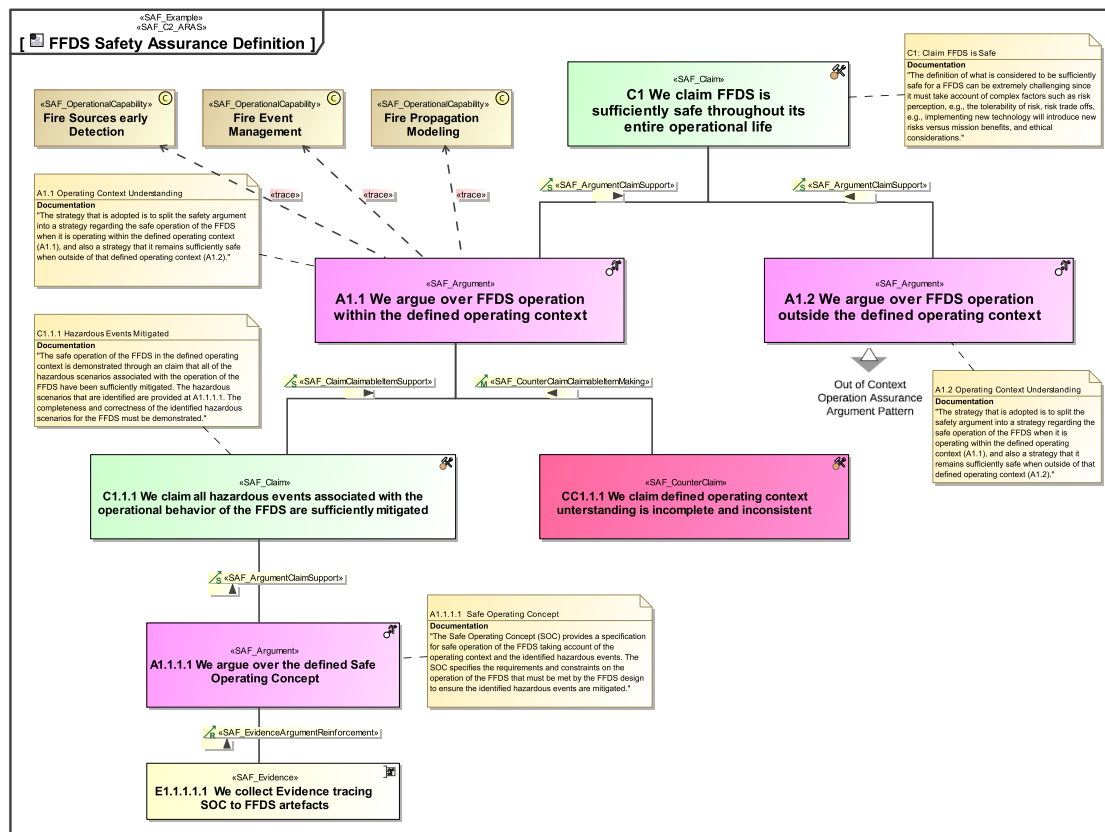 «SAF_Example»
«SAF_C2_ARAS»
[ FFDS Safety Assurance Definition ]
C1: Claim FFDS is Safe
Documentation
"The definition of what is considered to be sufficiently
safe for a FFDS can be extremely challenging since
it must take account of complex factors such as risk
perception, e.g., the tolerability of risk, risk trade offs,
e.g., implementing new technology will introduce new
risks versus mission benefits, and ethical
considerations."
«SAF_Claim»
C1 We claim FFDS is
sufficiently safe throughout its
entire operational life
«SAF_OperationalCapability»
Fire Sources early
Detection
C
«SAF_OperationalCapability»
Fire Event
Management
C
«SAF_OperationalCapability»
Fire Propagation
Modeling
C
«trace»
«trace»
«trace»
S «SAF_ArgumentClaimSupport»
S «SAF_ArgumentClaimSupport»
A1.1 Operating Context Understanding
Documentation
"The strategy that is adopted is to split the safety argument
into a strategy regarding the safe operation of the FFDS
when it is operating within the defined operating context
(A1.1), and also a strategy that it remains sufficiently safe
when outside of that defined operating context (A1.2)."
«SAF_Argument»
A1.1 We argue over FFDS operation
within the defined operating context
«SAF_Argument»
A1.2 We argue over FFDS operation
outside the defined operating context
Out of Context
Operation Assurance
Argument Pattern
A1.2 Operating Context Understanding
Documentation
"The strategy that is adopted is to split the
safety argument into a strategy regarding the
safe operation of the FFDS when it is
operating within the defined operating
context (A1.1), and also a strategy that it
remains sufficiently safe when outside of that
defined operating context (A1.2)."
C1.1.1 Hazardous Events Mitigated
Documentation
"The safe operation of the FFDS in the defined operating
context is demonstrated through an claim that all of the
hazardous scenarios associated with the operation of the
FFDS have been sufficiently mitigated. The hazardous
scenarios that are identified are provided at A1.1.1.1. The
completeness and correctness of the identified hazardous
scenarios for the FFDS must be demonstrated."
S «SAF_ClaimClaimableItemSupport»
M «SAF_CounterClaimClaimableItemMaking»
«SAF_Claim»
C1.1.1 We claim all hazardous events associated with the
operational behavior of the FFDS are sufficiently mitigated
«SAF_CounterClaim»
CC1.1.1 We claim defined operating context
unterstanding is incomplete and inconsistent
S «SAF_ArgumentClaimSupport»
«SAF_Argument»
A1.1.1.1 We argue over the defined Safe
Operating Concept
A1.1.1.1 Safe Operating Concept
Documentation
"The Safe Operating Concept (SOC) provides a specification
for safe operation of the FFDS taking account of the
operating context and the identified hazardous events. The
SOC specifies the requirements and constraints on the
operation of the FFDS that must be met by the FFDS design
to ensure the identified hazardous events are mitigated."
R «SAF_EvidenceArgumentReinforcement»
«SAF_Evidence»
E1.1.1.1.1 We collect Evidence tracing
SOC to FFDS artefacts